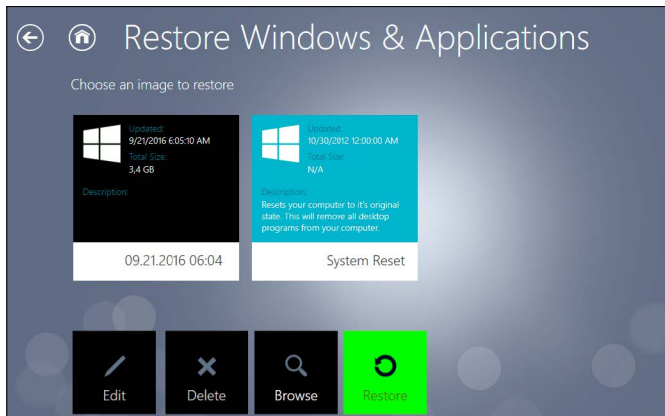 Restore Windows & Applications
Choose an image to restore
Updated:
9/21/2016 6:05:10 AM
Total Size:
3,4 GB
Description:
09.21.2016 06:04
Updated:
10/30/2012 12:00:00 AM
Total Size:
N/A
Description:
Resets your computer to it's original
state. This will remove all desktop
programs from your computer.
System Reset
Edit
Delete
Browse
Restore